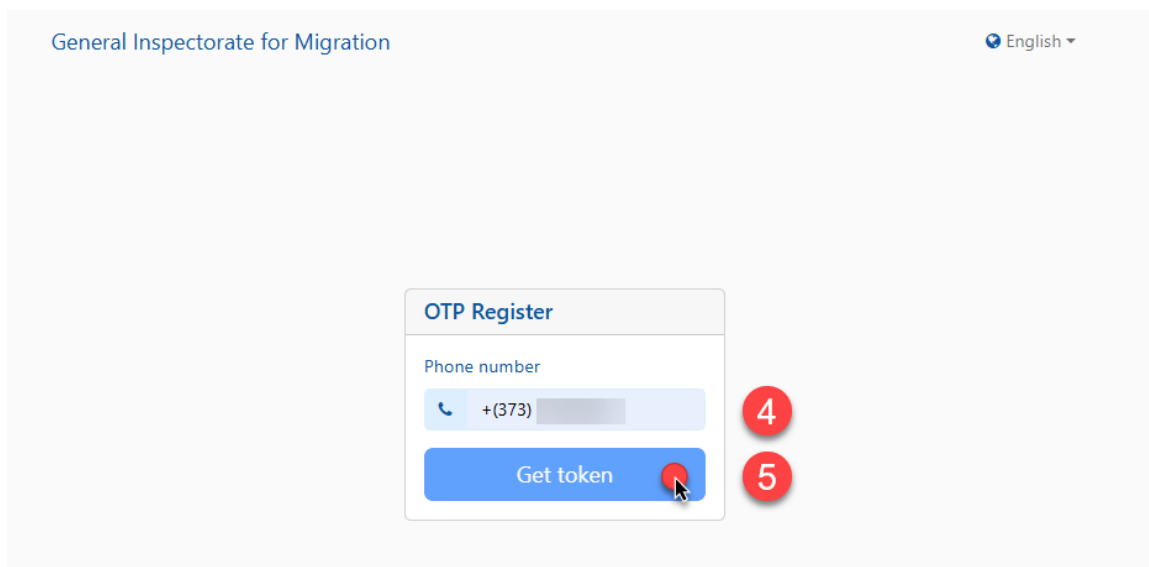 General Inspectorate for Migration
English
OTP Register
Phone number
+(373)
4
Get token
5